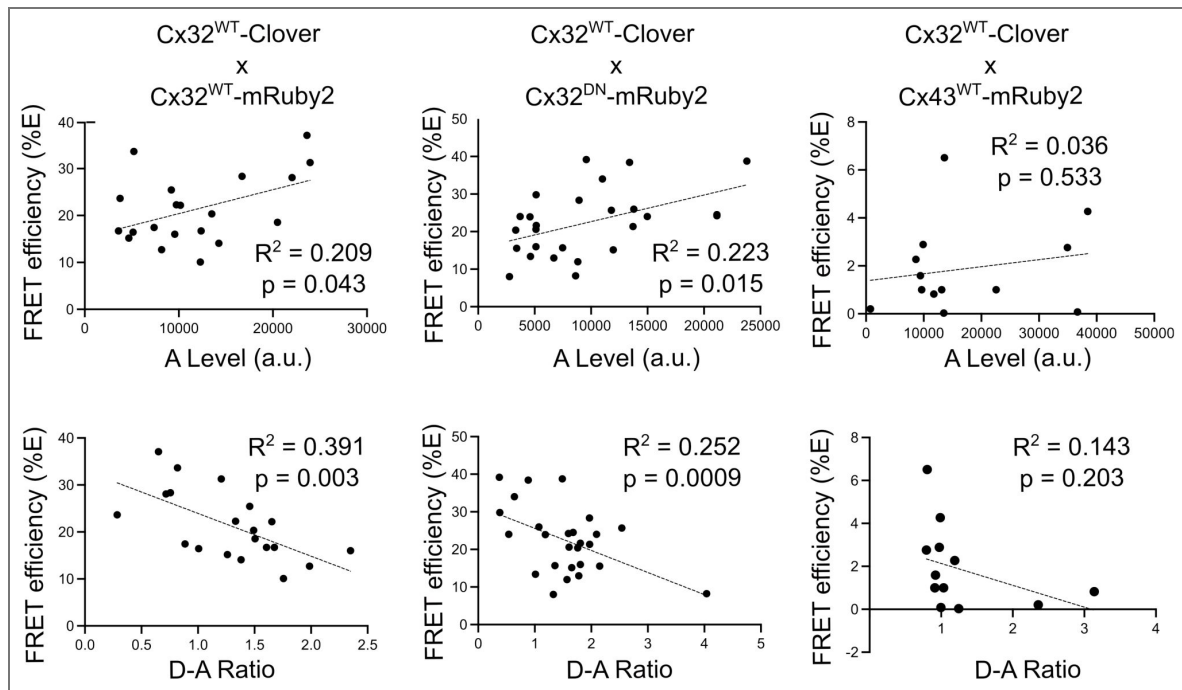 Cx32WT-Clover
x
Cx32WT-mRuby2
FRET efficiency (%E)
40
30
20
10
0
R2 = 0.209
p = 0.043
0 10000 20000 30000
A Level (a.u.)
Cx32WT-Clover
x
Cx32DN-mRuby2
FRET efficiency (%E)
50
40
30
20
10
0
R2 = 0.223
p = 0.015
0 5000 10000 15000 20000 25000
A Level (a.u.)
Cx32WT-Clover
x
Cx43WT-mRuby2
FRET efficiency (%E)
8
6
4
2
0
R2 = 0.036
p = 0.533
0 10000 20000 30000 40000 50000
A Level (a.u.)
FRET efficiency (%E)
40
30
20
10
0
R2 = 0.391
p = 0.003
0.0 0.5 1.0 1.5 2.0 2.5
D-A Ratio
FRET efficiency (%E)
50
40
30
20
10
0
R2 = 0.252
p = 0.0009
0 1 2 3 4 5
D-A Ratio
FRET efficiency (%E)
8
6
4
2
0
-2
R2 = 0.143
p = 0.203
1 2 3 4
D-A Ratio